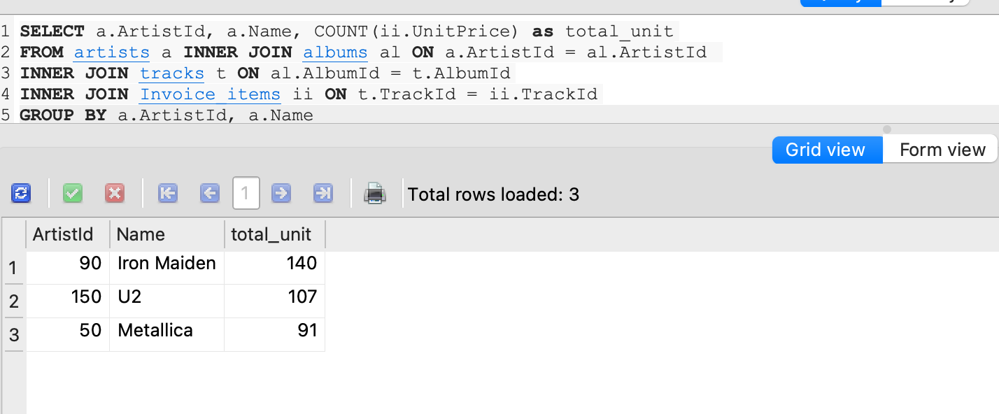 1 SELECT a.ArtistId, a.Name, COUNT(ii.UnitPrice) as total_unit
2 FROM artists a INNER JOIN albums al ON a.ArtistId = al.ArtistId
3 INNER JOIN tracks t ON al.AlbumId = t.AlbumId
4 INNER JOIN Invoice_items ii ON t.TrackId = ii.TrackId
5 GROUP BY a.ArtistId, a.Name
Grid view Form view
1 Total rows loaded: 3
ArtistId Name total_unit
1 90 Iron Maiden 140
2 150 U2 107
3 50 Metallica 91